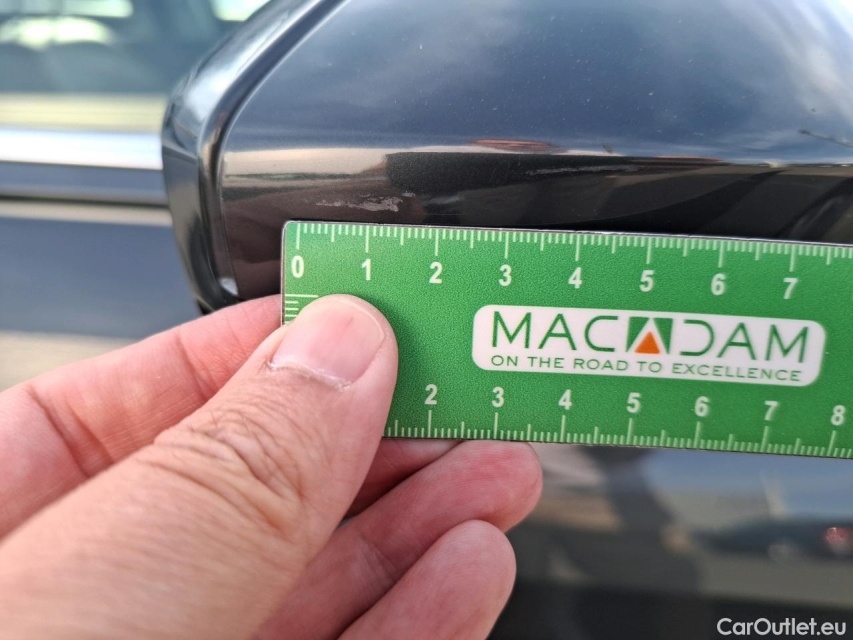 0 1 2 3 4 5 6 7
MACADAM
ON THE ROAD TO EXCELLENCE
2 3 4 5 6 7 8
CarOutlet.eu